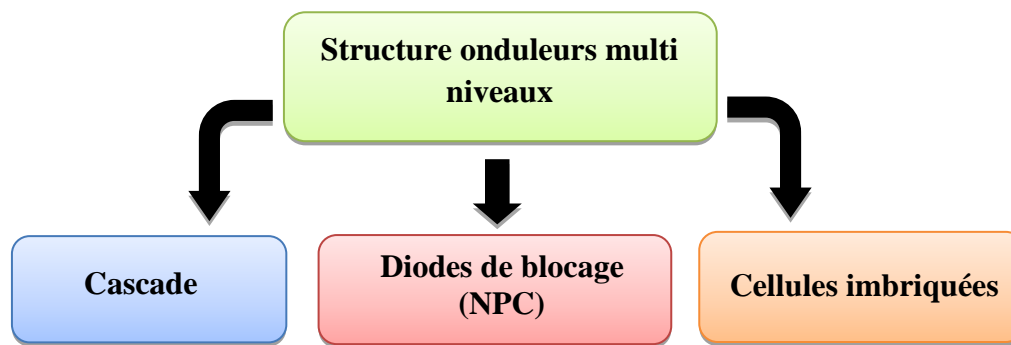 Structure onduleurs multi
niveaux
Cascade
Diodes de blocage
(NPC)
Cellules imbriquées